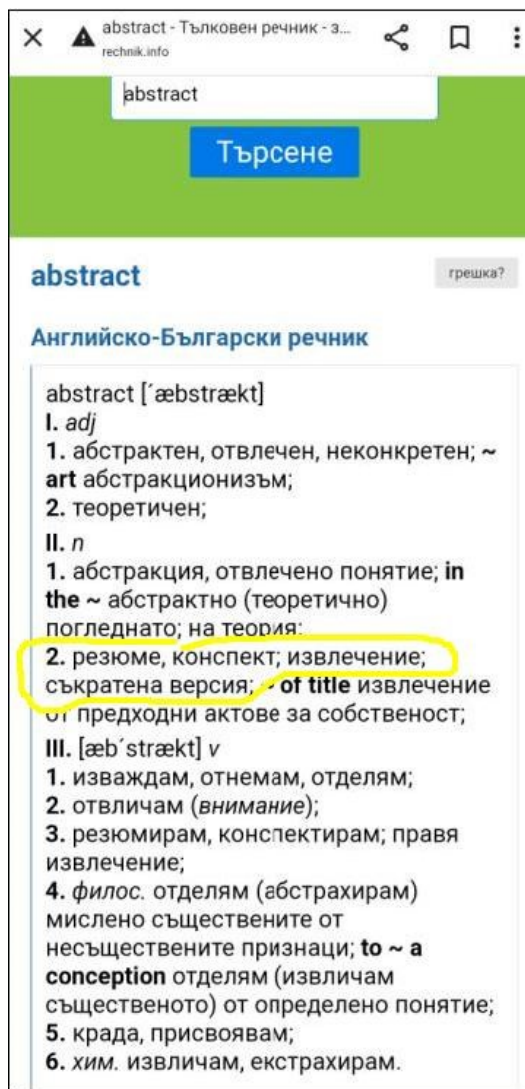 abstract - Тълковен речник - з...
rechnik.info
abstract
Търсене
abstract
грешка?
Английско-Български речник
abstract [´æbstrækt]
I. adj
1. абстрактен, отвлечен, неконкретен; ~
art абстракционизъм;
2. теоретичен;
II. n
1. абстракция, отвлечено понятие; in
the ~ абстрактно (теоретично)
погледнато; на теория;
2. резюме, конспект; извлечение;
съкратена версия; ~ of title извлечение
от предходни актове за собственост;
III. [æb´strækt] v
1. изваждам, отнемам, отделям;
2. отвличам (внимание);
3. резюмирам, конспектирам; правя
извлечение;
4. филос. отделям (абстрахирам)
мислено съществените от
несъществените признаци; to ~ a
conception отделям (извличам
същественото) от определено понятие;
5. крада, присвоявам;
6. хим. извличам, екстрахирам.